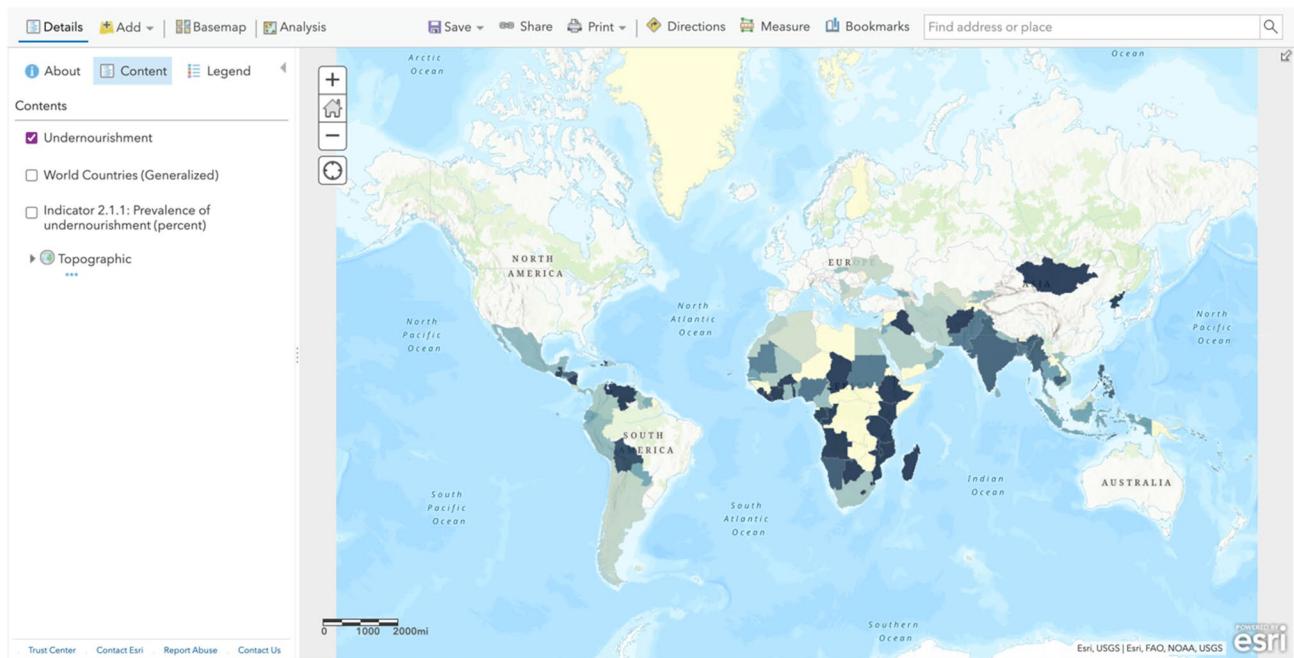 Details
Add
Basemap
Analysis
Save
Share
Print
Directions
Measure
Bookmarks
Find address or place
About
Content
Legend
Contents
Undernourishment
World Countries (Generalized)
Indicator 2.1.1: Prevalence of
undernourishment (percent)
Topographic
Trust Center
Contact Esri
Report Abuse
Contact Us
+
−
Arctic
Ocean
Ocean
NORTH
AMERICA
EUROPE
ASIA
North
Pacific
Ocean
North
Atlantic
Ocean
North
Pacific
Ocean
AFRICA
SOUTH
AMERICA
South
Pacific
Ocean
South
Atlantic
Ocean
Indian
Ocean
AUSTRALIA
Southern
Ocean
0 1000 2000mi
Esri, USGS | Esri, FAO, NOAA, USGS
POWERED BY
esri